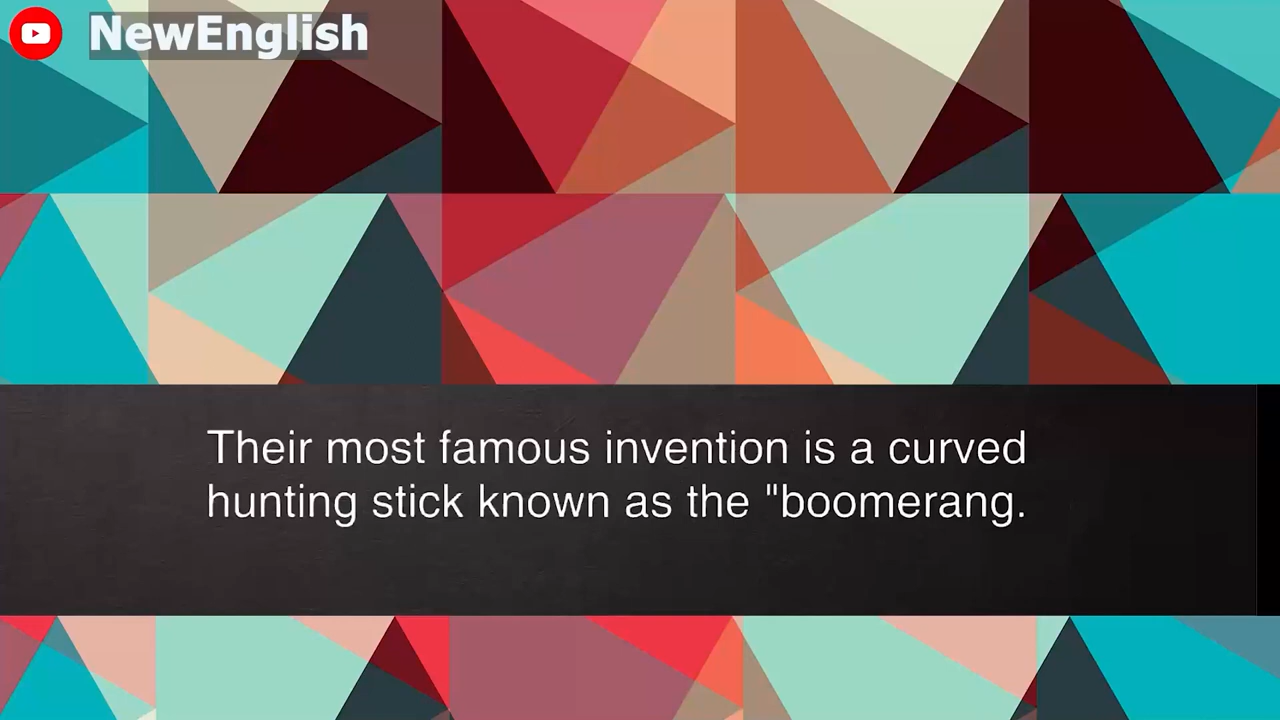 NewEnglish
Their most famous invention is a curved
hunting stick known as the "boomerang.